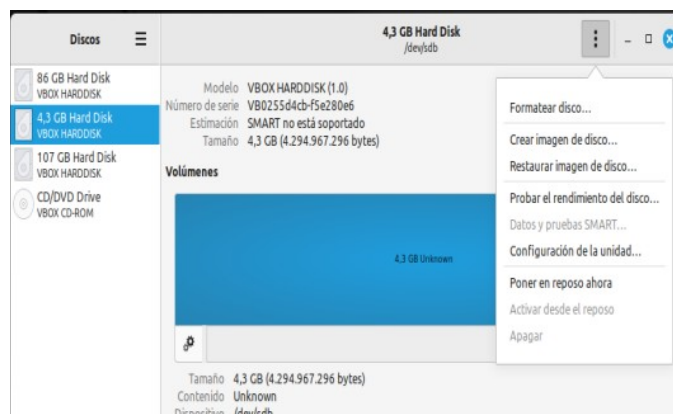 Discos
4,3 GB Hard Disk
/dev/sdb
86 GB Hard Disk
VBOX HARDDISK
4,3 GB Hard Disk
VBOX HARDDISK
107 GB Hard Disk
VBOX HARDDISK
CD/DVD Drive
VBOX CD-ROM
Modelo VBOX HARDDISK (1.0)
Número de serie VB0255d4cb-f5e280e6
Estimación SMART no está soportado
Tamaño 4,3 GB (4.294.967.296 bytes)
Volúmenes
4,3 GB Unknown
Tamaño 4,3 GB (4.294.967.296 bytes)
Contenido Unknown
Dispositivo /dev/sdb
Formatear disco...
Crear imagen de disco...
Restaurar imagen de disco...
Probar el rendimiento del disco...
Datos y pruebas SMART...
Configuración de la unidad...
Poner en reposo ahora
Activar desde el reposo
Apagar